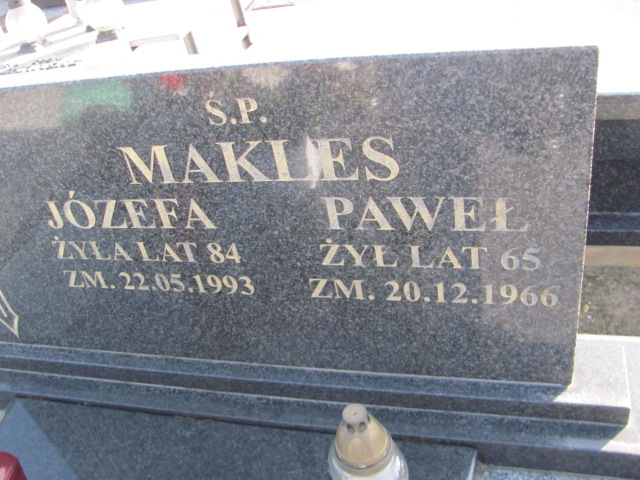 Ś.P.
MAKLES
JÓZEFA PAWEŁ
ŻYŁA LAT 84 ŻYŁ LAT 65
ZM. 22.05.1993 ZM. 20.12.1966